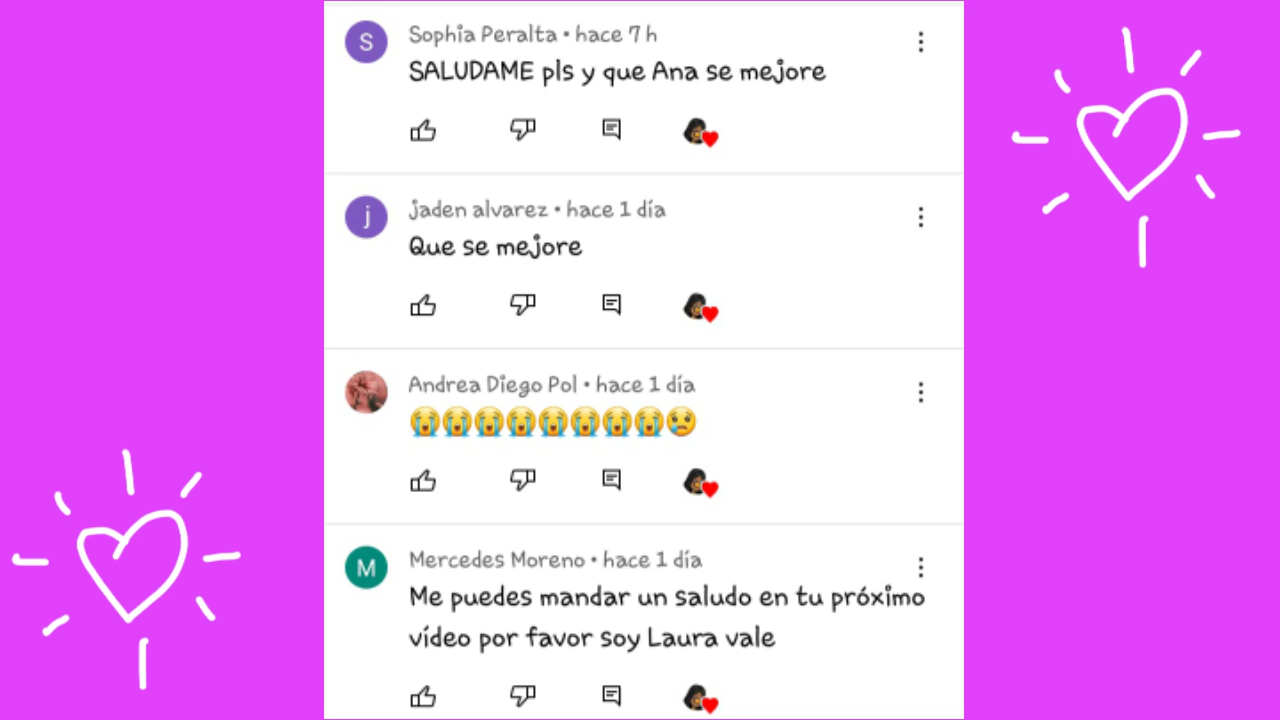 S
Sophia Peralta • hace 7 h
SALUDAME pls y que Ana se mejore
j
jaden alvarez • hace 1 día
Que se mejore
Andrea Diego Pol • hace 1 día
😭😭😭😭😭😭😭😭😢
M
Mercedes Moreno • hace 1 día
Me puedes mandar un saludo en tu próximo
vídeo por favor soy Laura vale